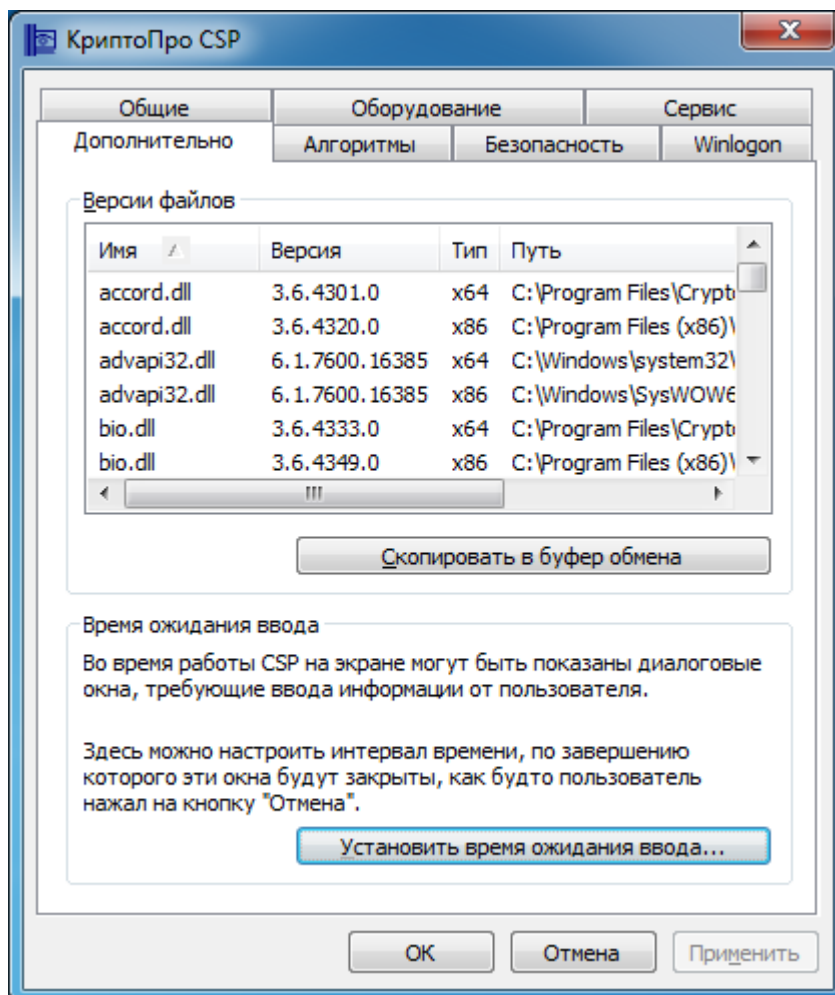 КриптоПро CSP
Общие Оборудование Сервис
Дополнительно Алгоритмы Безопасность Winlogon
Версии файлов
Имя Версия Тип Путь
accord.dll 3.6.4301.0 x64 C:\Program Files\Crypt
accord.dll 3.6.4320.0 x86 C:\Program Files (x86)\
advapi32.dll 6.1.7600.16385 x64 C:\Windows\system32\
advapi32.dll 6.1.7600.16385 x86 C:\Windows\SysWOW6
bio.dll 3.6.4333.0 x64 C:\Program Files\Crypt
bio.dll 3.6.4349.0 x86 C:\Program Files (x86)\
Скопировать в буфер обмена
Время ожидания ввода
Во время работы CSP на экране могут быть показаны диалоговые
окна, требующие ввода информации от пользователя.
Здесь можно настроить интервал времени, по завершению
которого эти окна будут закрыты, как будто пользователь
нажал на кнопку "Отмена".
Установить время ожидания ввода...
ОК Отмена Применить